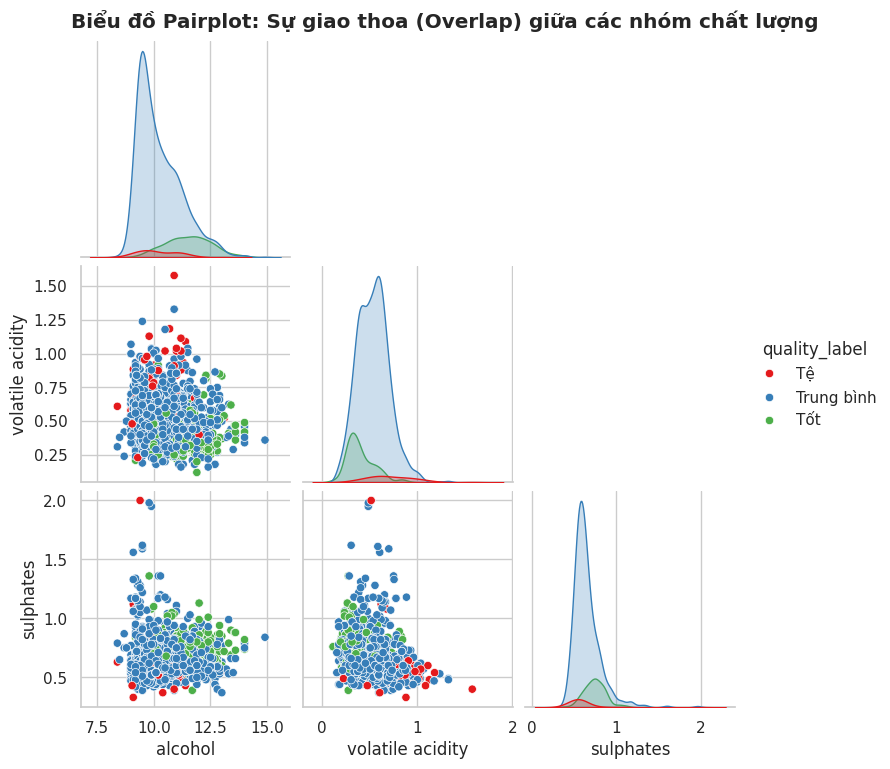 Biểu đồ Pairplot: Sự giao thoa (Overlap) giữa các nhóm chất lượng
volatile acidity
1.50
1.25
1.00
0.75
0.50
0.25
quality_label
Tệ
Trung bình
Tốt
sulphates
2.0
1.5
1.0
0.5
7.5 10.0 12.5 15.0
alcohol
0 1 2
volatile acidity
0 1 2
sulphates